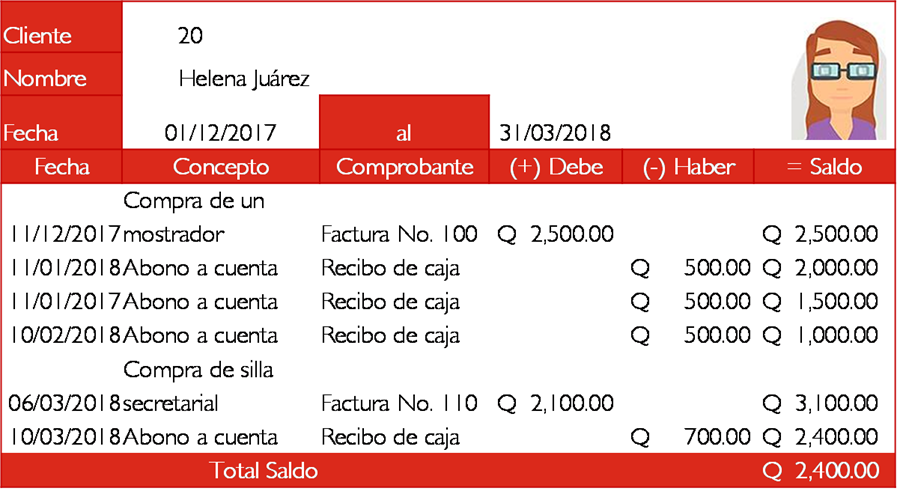 Cliente 20
Nombre Helena Juárez
Fecha 01/12/2017 al 31/03/2018
Fecha Concepto Comprobante (+) Debe (-) Haber = Saldo
Compra de un
11/12/2017 mostrador Factura No. 100 Q 2,500.00 Q 2,500.00
11/01/2018 Abono a cuenta Recibo de caja Q 500.00 Q 2,000.00
11/01/2017 Abono a cuenta Recibo de caja Q 500.00 Q 1,500.00
10/02/2018 Abono a cuenta Recibo de caja Q 500.00 Q 1,000.00
Compra de silla
06/03/2018 secretarial Factura No. 110 Q 2,100.00 Q 3,100.00
10/03/2018 Abono a cuenta Recibo de caja Q 700.00 Q 2,400.00
Total Saldo Q 2,400.00